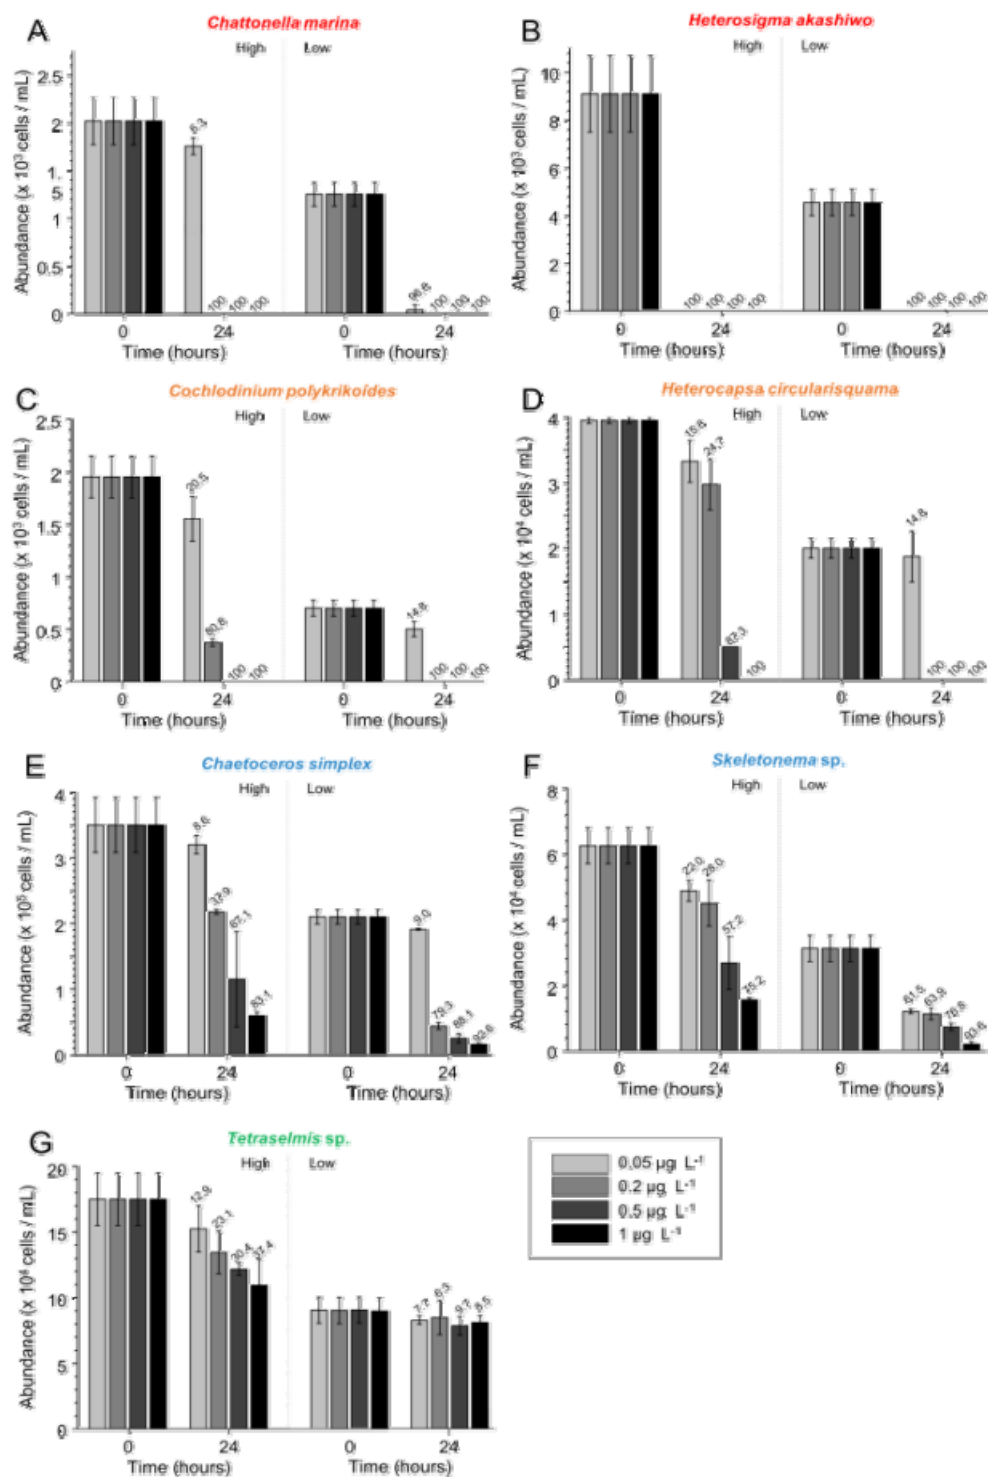 A
Chattonella marina
High
Low
Abundance (x 10³ cells / mL)
2.5
2
1.
5
1
0.5
0
100
100
100
100
100
100
0
24
0
24
Time (hours)
Time (hours)
B
Heterosigma akashiwo
High
Low
Abundance (x 10³ cells / mL)
10
8
6
4
2
0
100
100
100
100
100
100
100
100
0
24
0
24
Time (hours)
Time (hours)
C
Cochlodinium polykrikoides
High
Low
Abundance (x 10³ cells / mL)
2.5
2
1.5
1
0.5
0
20.5
100
100
14.8
100
100
100
0
24
0
24
Time (hours)
Time (hours)
D
Heterocapsa circularisquama
High
Low
Abundance (x 10⁴ cells / mL)
4
3
2
1
0
15.8
24.7
87.3
100
14.8
100
100
100
0
24
0
24
Time (hours)
Time (hours)
E
Chaetoceros simplex
High
Low
Abundance (x 10⁵ cells / mL)
4
3
2
1
0
8.6
37.9
67.1
83.1
9.0
79.3
88.1
92.6
0
24
0
24
Time (hours)
Time (hours)
F
Skeletonema sp.
High
Low
Abundance (x 10⁴ cells / mL)
8
6
4
2
0
22.0
28.0
57.2
75.2
61.5
63.9
76.8
93.6
0
24
0
24
Time (hours)
Time (hours)
G
Tetraselmis sp.
High
Low
20
15
10
5
0
12.9
23.1
30.4
37.4
7.7
6.3
9.7
8.5
0
24
0
24
Time (hours)
Time (hours)
0.05 µg L⁻¹
0.2 µg L⁻¹
0.5 µg L⁻¹
1 µg L⁻¹